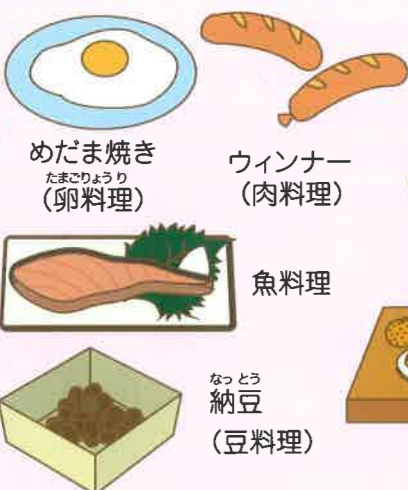 めだま焼き
たまごりょうり
(卵料理)
ウィンナー
(肉料理)
魚料理
なっとう
納豆
(豆料理)